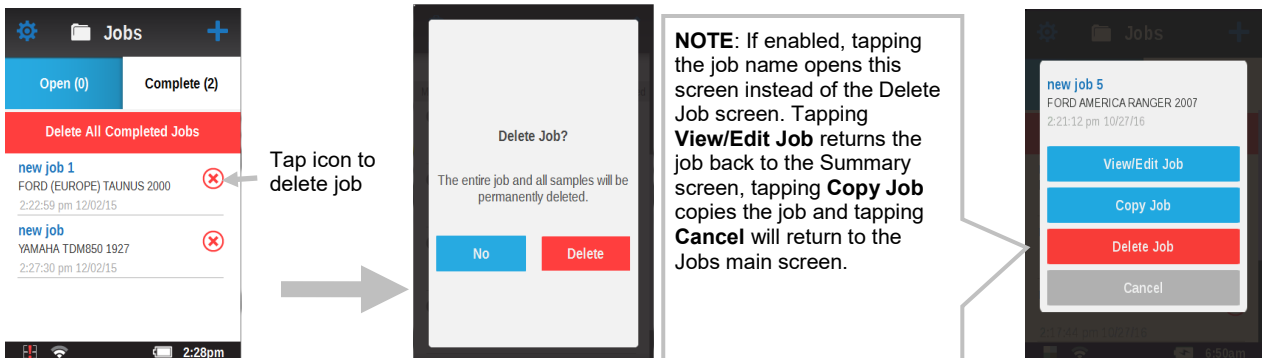 Jobs
Open (0)
Complete (2)
Delete All Completed Jobs
new job 1
FORD (EUROPE) TAUNUS 2000
2:22:59 pm 12/02/15
new job
YAMAHA TDM850 1927
2:27:30 pm 12/02/15
2:28pm
Tap icon to
delete job
Delete Job?
The entire job and all samples will be
permanently deleted.
No
Delete
NOTE: If enabled, tapping
the job name opens this
screen instead of the Delete
Job screen. Tapping
View/Edit Job returns the
job back to the Summary
screen, tapping Copy Job
copies the job and tapping
Cancel will return to the
Jobs main screen.
Jobs
new job 5
FORD AMERICA RANGER 2007
2:21:12 pm 10/27/16
View/Edit Job
Copy Job
Delete Job
Cancel
6:50am